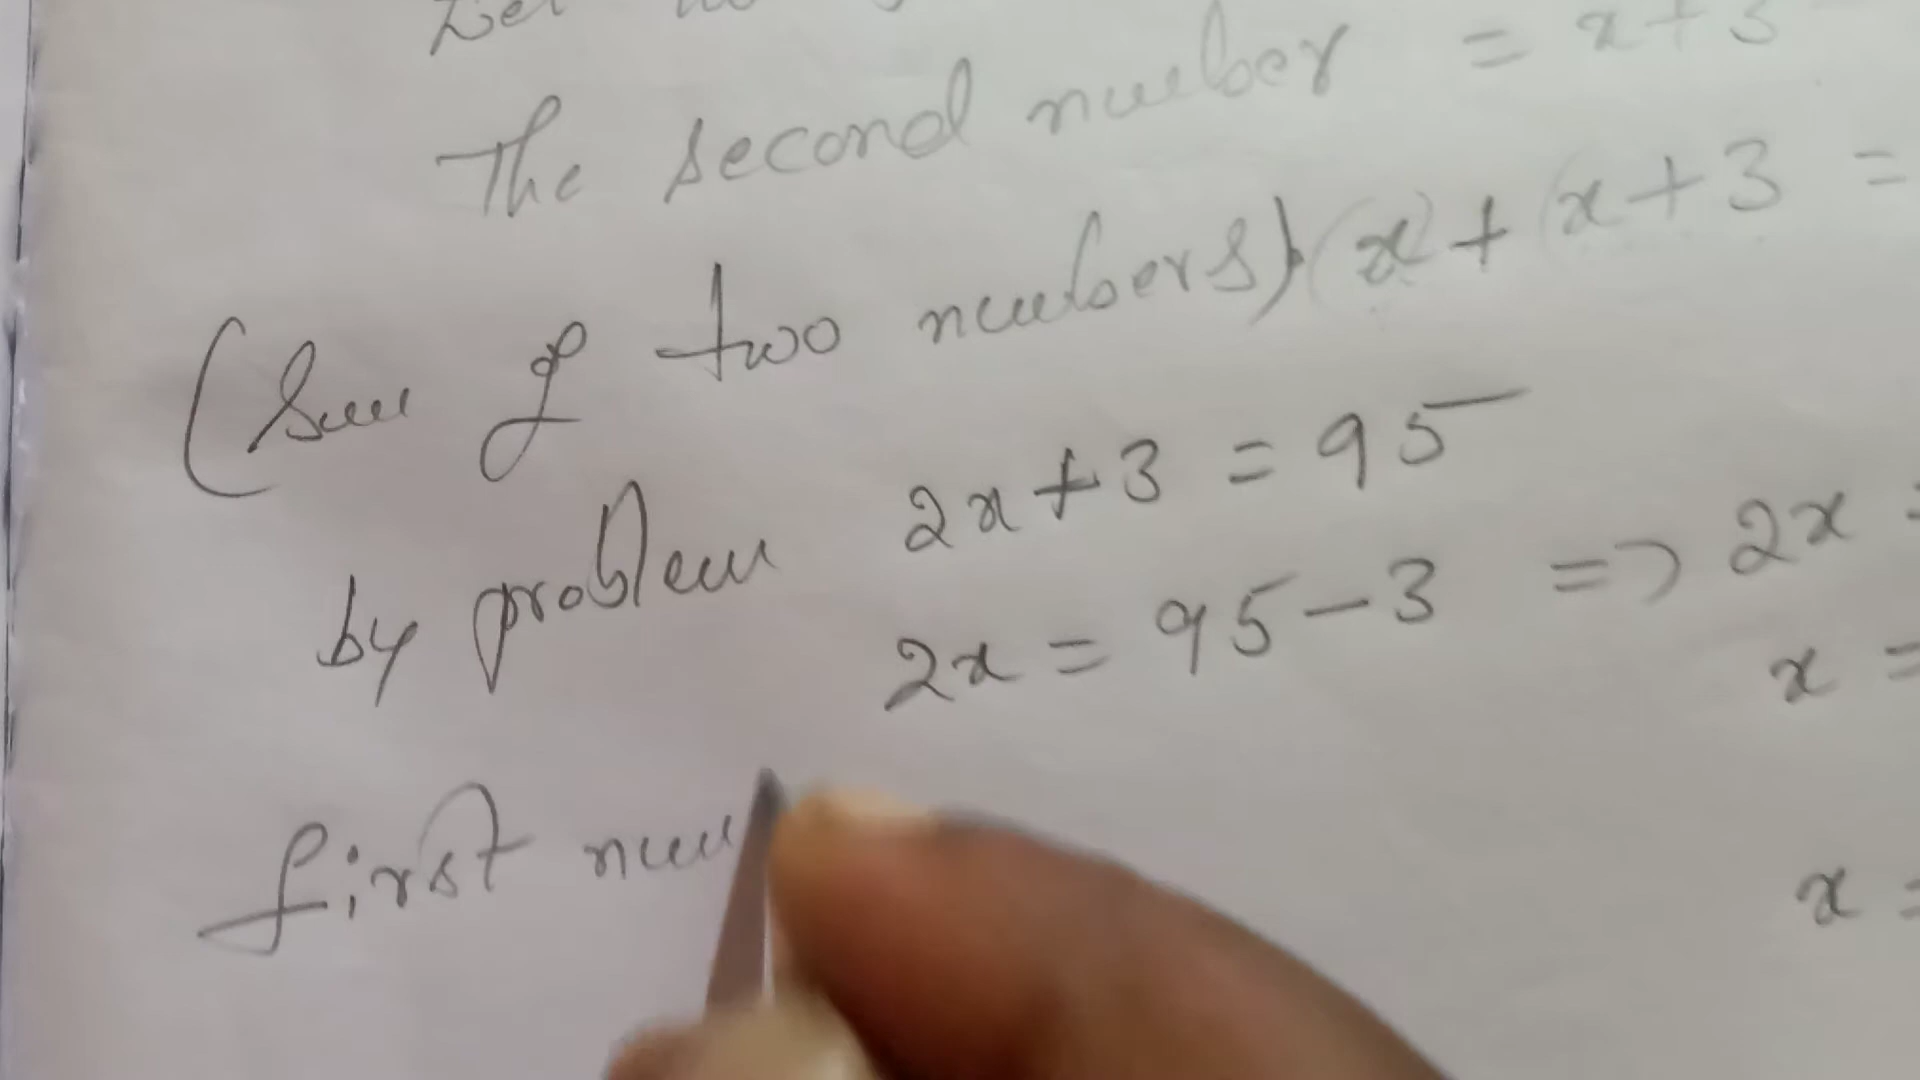 The second number = x+3
(Sum of two numbers) (x)+(x+3 =
by problem 2x+3 = 95
2x = 95-3 => 2x =
x =
first num
x =